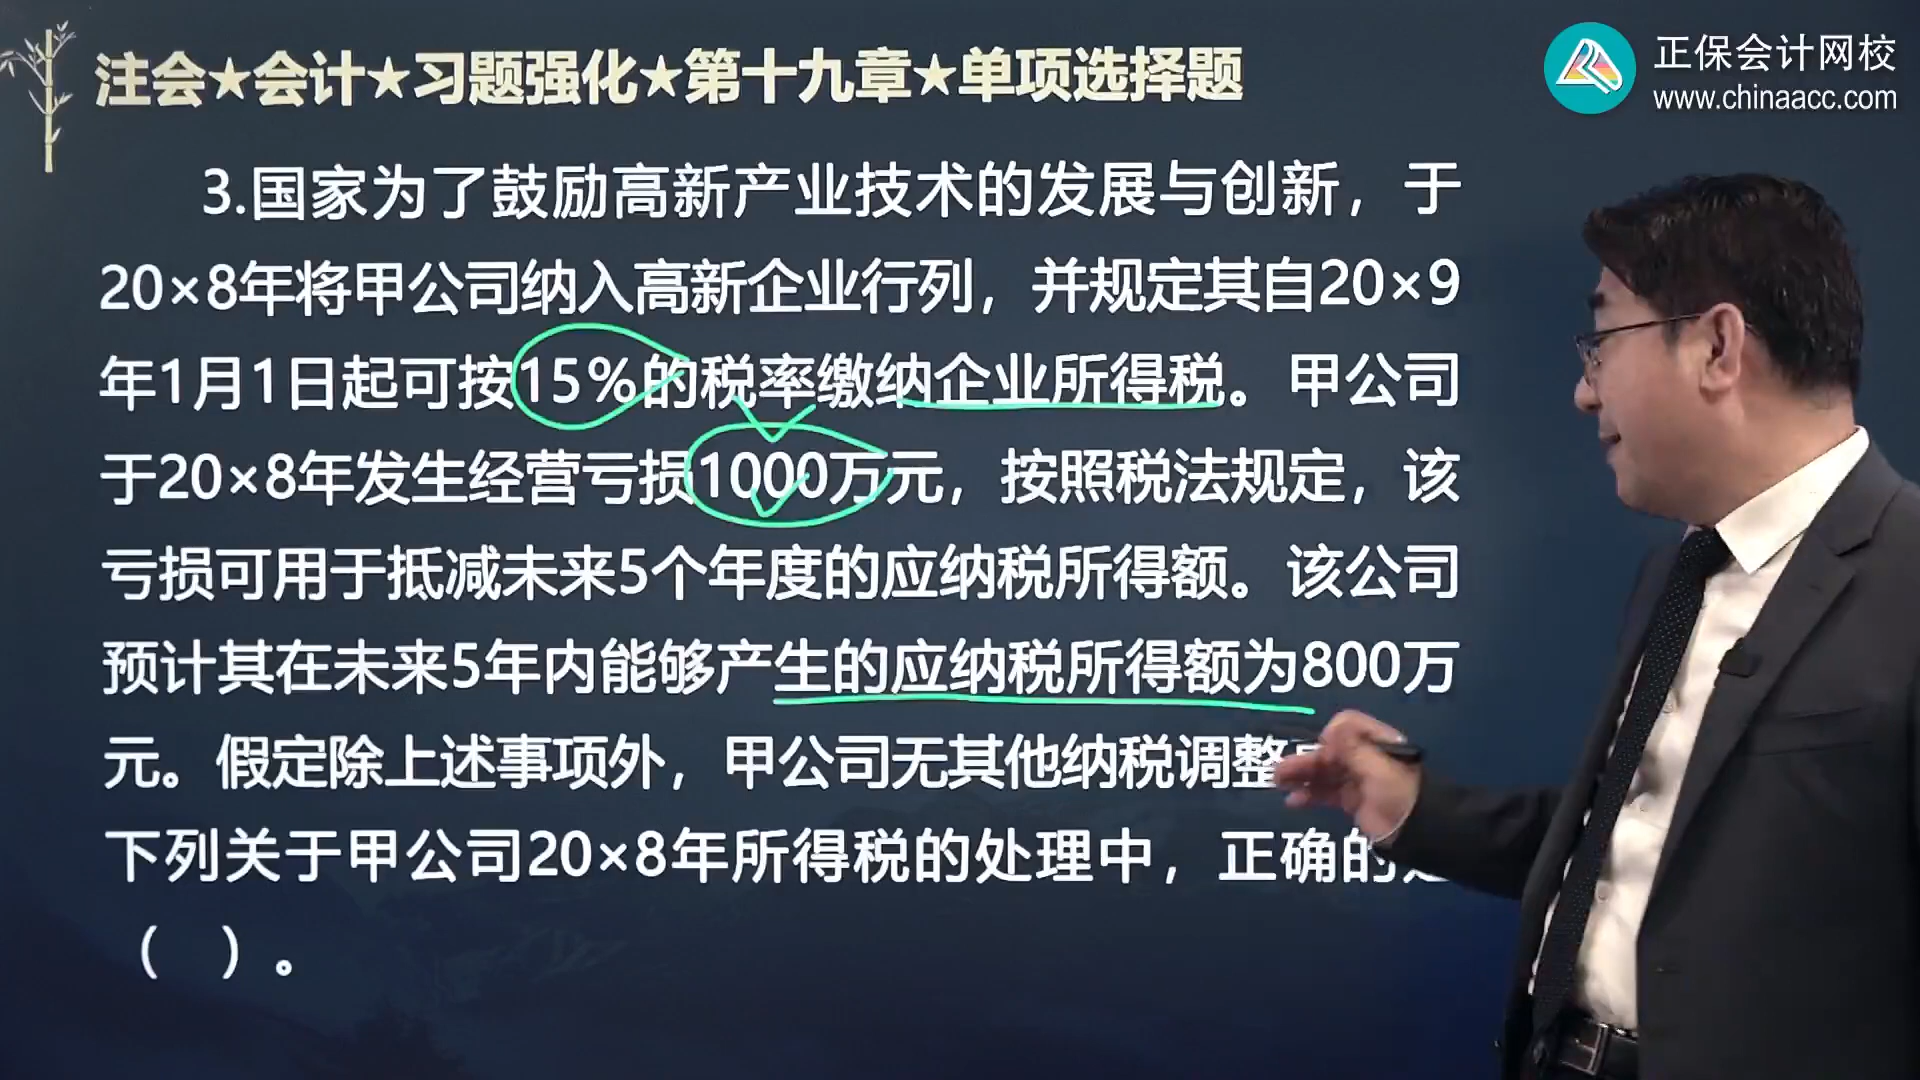 注会★会计★习题强化★第十九章★单项选择题
正保会计网校
www.chinaacc.com
3.国家为了鼓励高新产业技术的发展与创新，于
20×8年将甲公司纳入高新企业行列，并规定其自20×9
年1月1日起可按15%的税率缴纳企业所得税。甲公司
于20×8年发生经营亏损1000万元，按照税法规定，该
亏损可用于抵减未来5个年度的应纳税所得额。该公司
预计其在未来5年内能够产生的应纳税所得额为800万
元。假定除上述事项外，甲公司无其他纳税调整
下列关于甲公司20×8年所得税的处理中，正确的
（ ）。